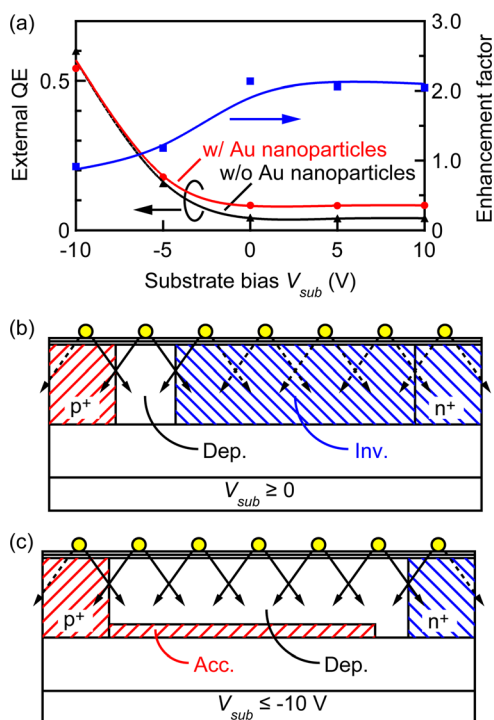 (a)
External QE
0.5
0
w/ Au nanoparticles
w/o Au nanoparticles
3.0
2.0
1.0
0
Enhancement factor
-10
-5
0
5
10
Substrate bias Vsub (V)
(b)
p+
n+
Dep.
Inv.
Vsub ≥ 0
(c)
p+
n+
Acc.
Dep.
Vsub ≤ -10 V